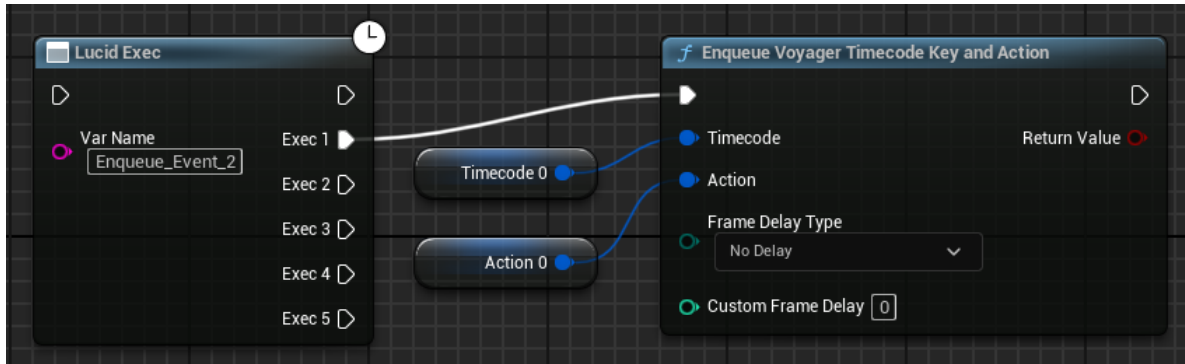 Lucid Exec
Var Name
Enqueue_Event_2
Exec 1
Exec 2
Exec 3
Exec 4
Exec 5
Timecode 0
Action 0
f Enqueue Voyager Timecode Key and Action
Timecode
Return Value
Action
Frame Delay Type
No Delay
Custom Frame Delay 0